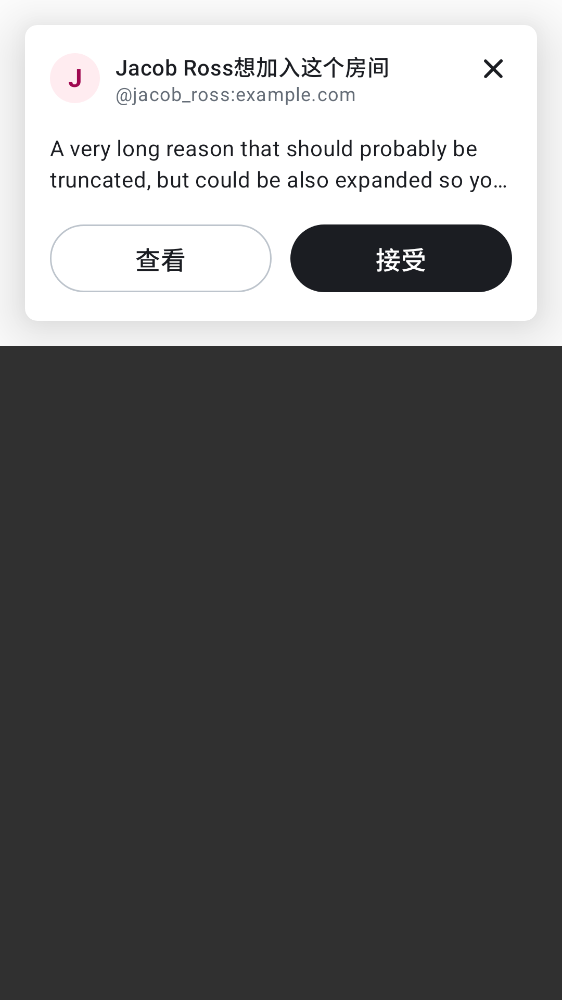 J
Jacob Ross想加入这个房间
@jacob_ross:example.com
A very long reason that should probably be
truncated, but could be also expanded so yo…
查看
接受